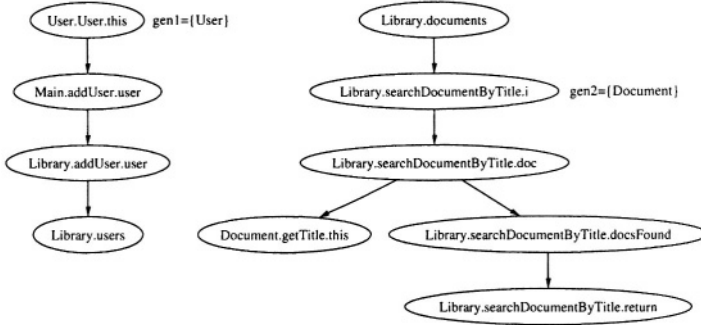 User.User.this gen1={User}
Main.addUser.user
Library.addUser.user
Library.users
Library.documents
Library.searchDocumentByTitle.i gen2={Document}
Library.searchDocumentByTitle.doc
Document.getTitle.this
Library.searchDocumentByTitle.docsFound
Library.searchDocumentByTitle.return